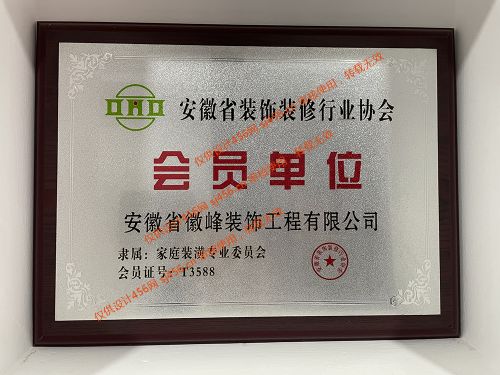 安徽省装饰装修行业协会
会员单位
安徽省徽峰装饰工程有限公司
隶属：家庭装潢专业委员会
会员证号：T3588